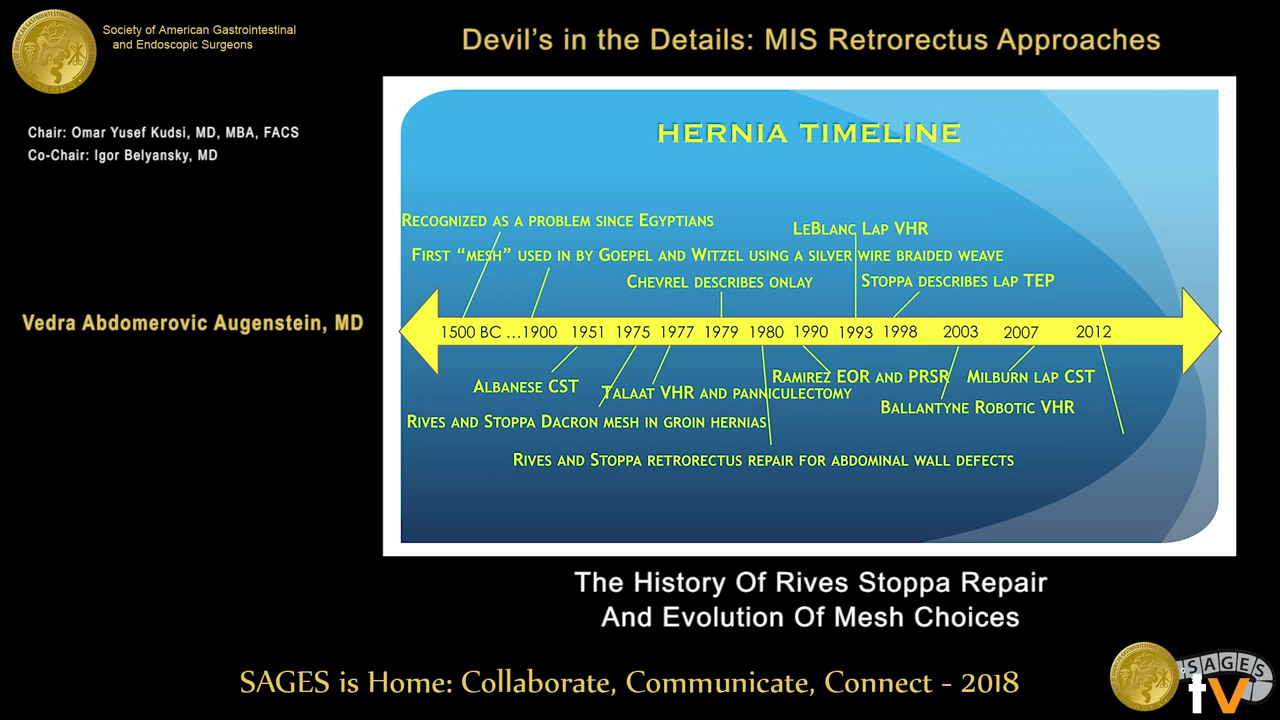 Society of American Gastrointestinal
and Endoscopic Surgeons
Devil's in the Details: MIS Retrorectus Approaches
Chair: Omar Yusef Kudsi, MD, MBA, FACS
Co-Chair: Igor Belyansky, MD
Vedra Abdomerovic Augenstein, MD
HERNIA TIMELINE
RECOGNIZED AS A PROBLEM SINCE EGYPTIANS
LEBLANC LAP VHR
FIRST “MESH” USED IN BY GOEPEL AND WITZEL USING A SILVER WIRE BRAIDED WEAVE
CHEVREL DESCRIBES ONLAY
STOPPA DESCRIBES LAP TEP
1500 BC ...1900 1951 1975 1977 1979 1980 1990 1993 1998 2003 2007 2012
ALBANESE CST
TALAAT VHR AND PANNICULECTOMY
RAMIREZ EOR AND PRSR
MILBURN LAP CST
BALLANTYNE ROBOTIC VHR
RIVES AND STOPPA DACRON MESH IN GROIN HERNIAS
RIVES AND STOPPA RETRORECTUS REPAIR FOR ABDOMINAL WALL DEFECTS
The History Of Rives Stoppa Repair
And Evolution Of Mesh Choices
SAGES is Home: Collaborate, Communicate, Connect - 2018
SAGES
tv